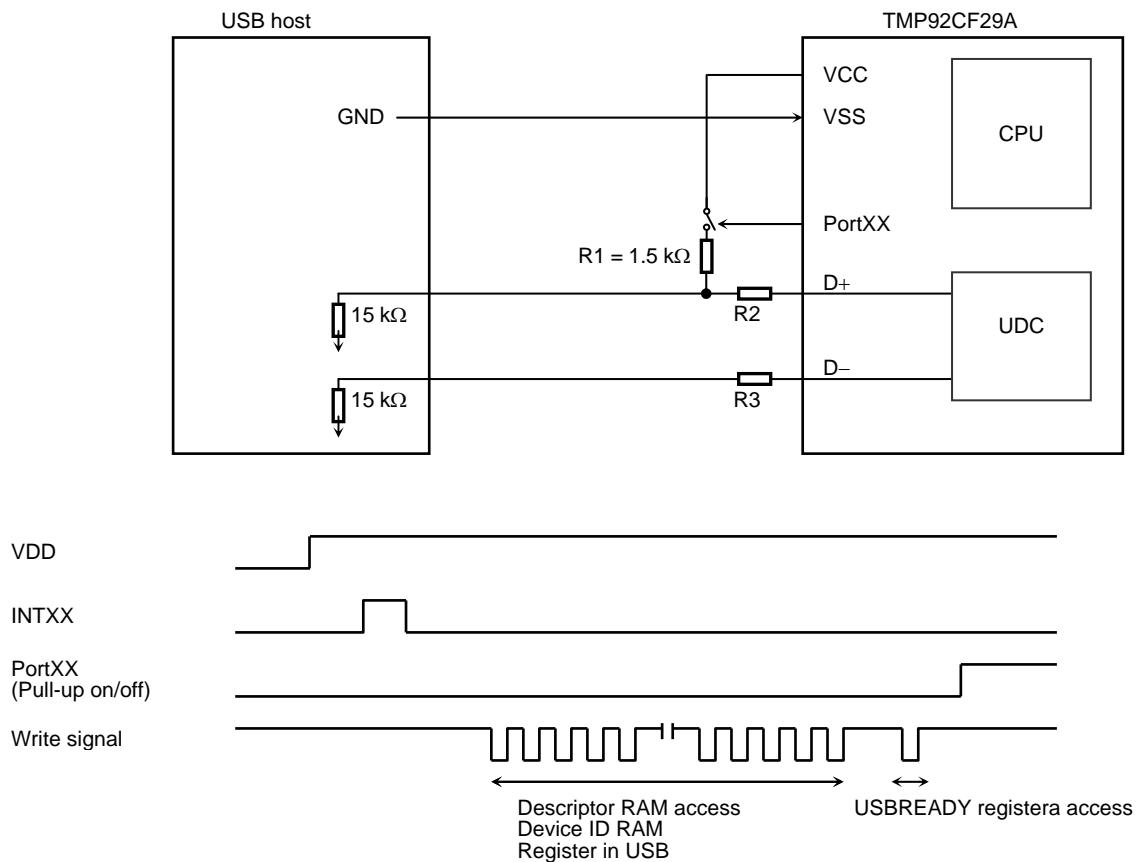 USB host
TMP92CF29A
VCC
GND
VSS
CPU
PortXX
R1 = 1.5 kΩ
D+
15 kΩ
R2
UDC
D−
15 kΩ
R3
VDD
INTXX
PortXX
(Pull-up on/off)
Write signal
Descriptor RAM access
Device ID RAM
Register in USB
USBREADY registera access